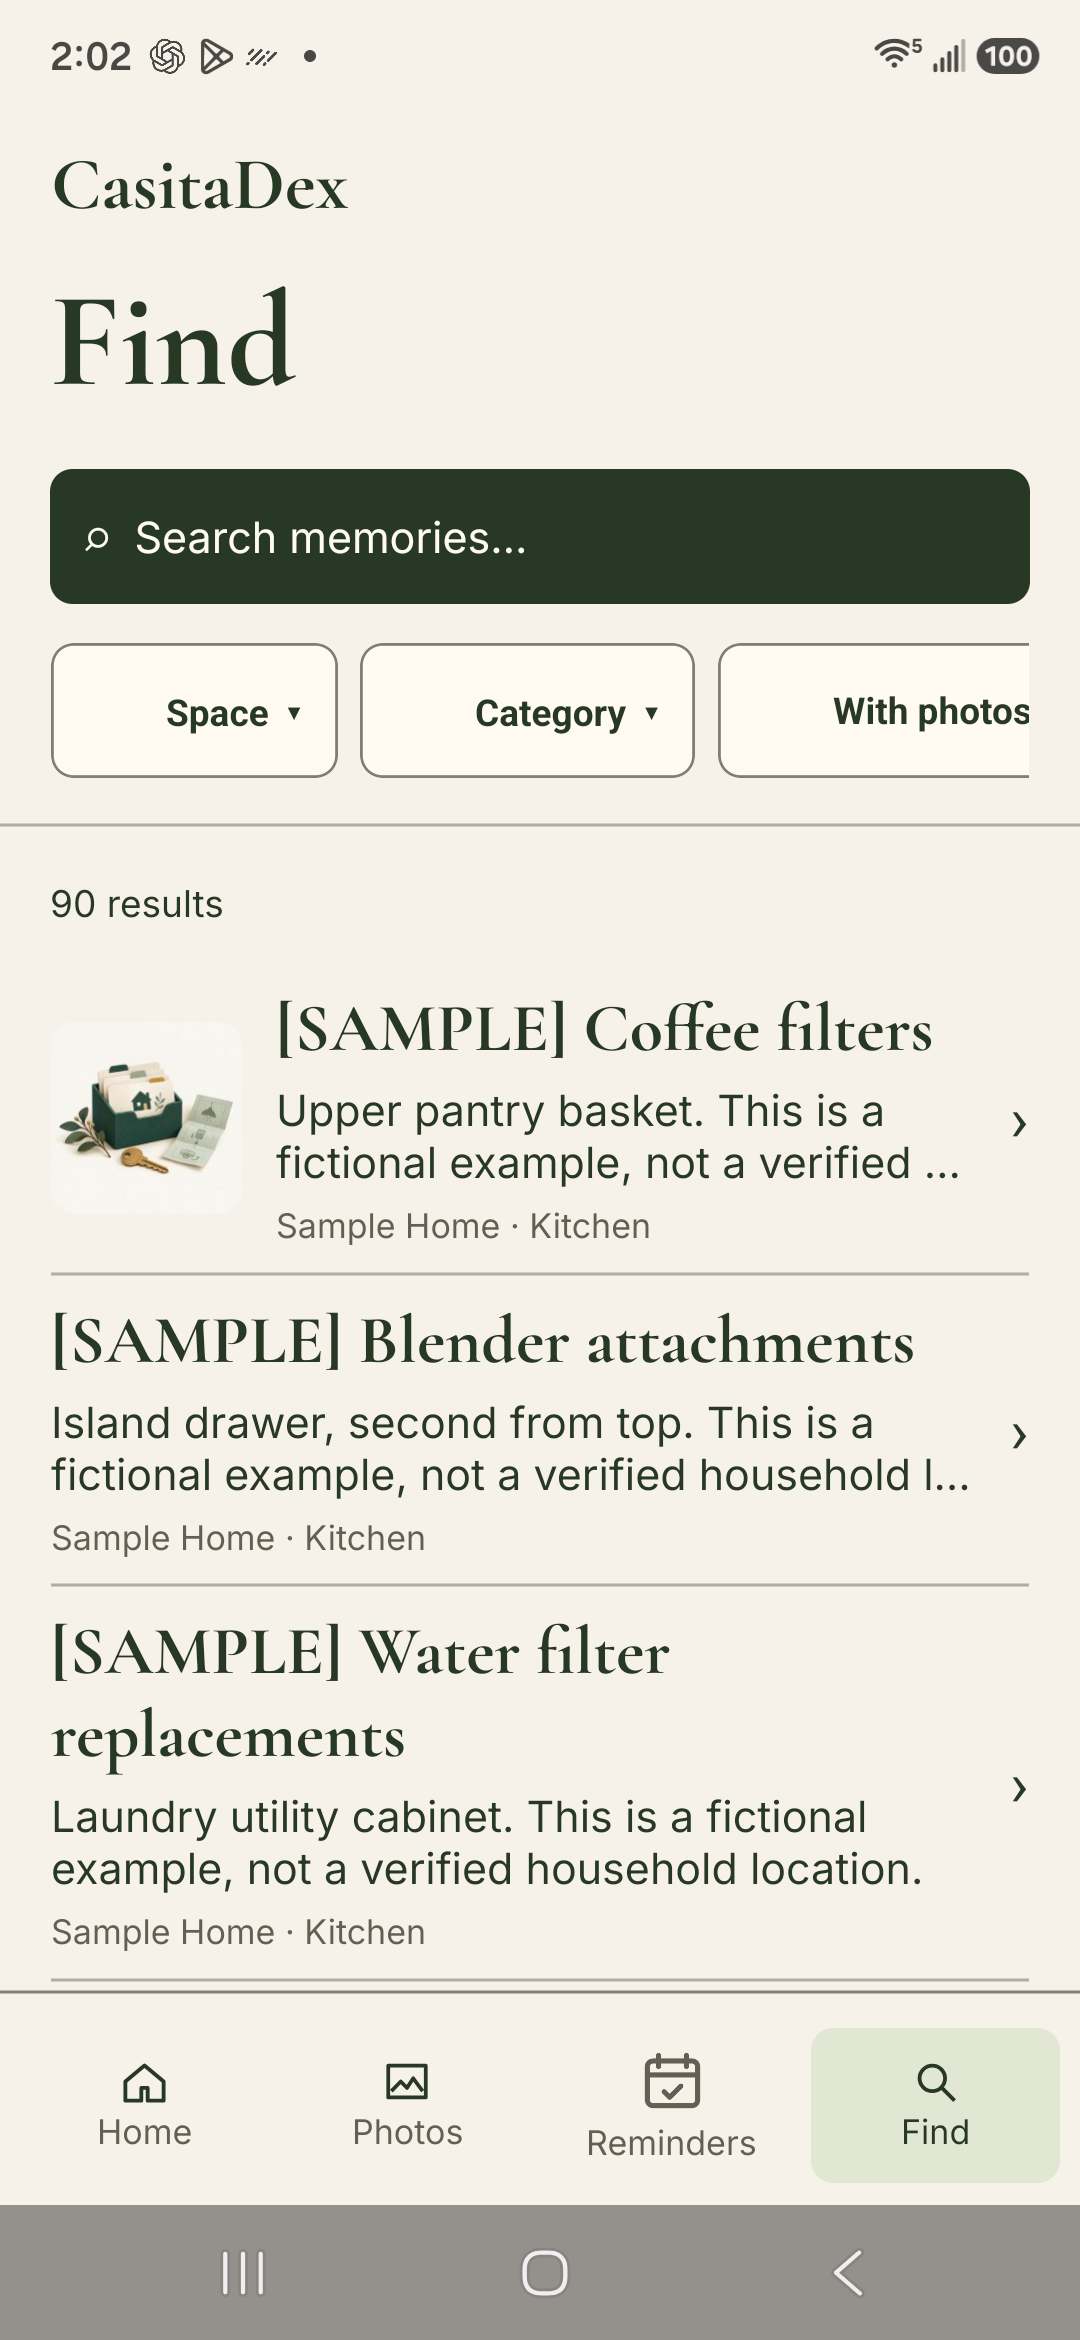 2:02
5
100
CasitaDex
Find
Search memories...
Space ▾
Category ▾
With photos
90 results
[SAMPLE] Coffee filters
Upper pantry basket. This is a
fictional example, not a verified ...
Sample Home · Kitchen
[SAMPLE] Blender attachments
Island drawer, second from top. This is a
fictional example, not a verified household l...
Sample Home · Kitchen
[SAMPLE] Water filter
replacements
Laundry utility cabinet. This is a fictional
example, not a verified household location.
Sample Home · Kitchen
Home
Photos
Reminders
Find